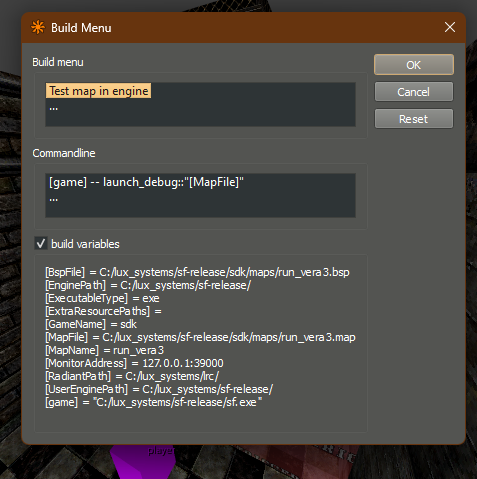 Build Menu
Build menu
Test map in engine
...
OK
Cancel
Reset
Commandline
[game] -- launch_debug::"[MapFile]"
...
build variables
[BspFile] = C:/lux_systems/sf-release/sdk/maps/run_vera3.bsp
[EnginePath] = C:/lux_systems/sf-release/
[ExecutableType] = exe
[ExtraResourcePaths] =
[GameName] = sdk
[MapFile] = C:/lux_systems/sf-release/sdk/maps/run_vera3.map
[MapName] = run_vera3
[MonitorAddress] = 127.0.0.1:39000
[RadiantPath] = C:/lux_systems/lrc/
[UserEnginePath] = C:/lux_systems/sf-release/
[game] = "C:/lux_systems/sf-release/sf.exe"